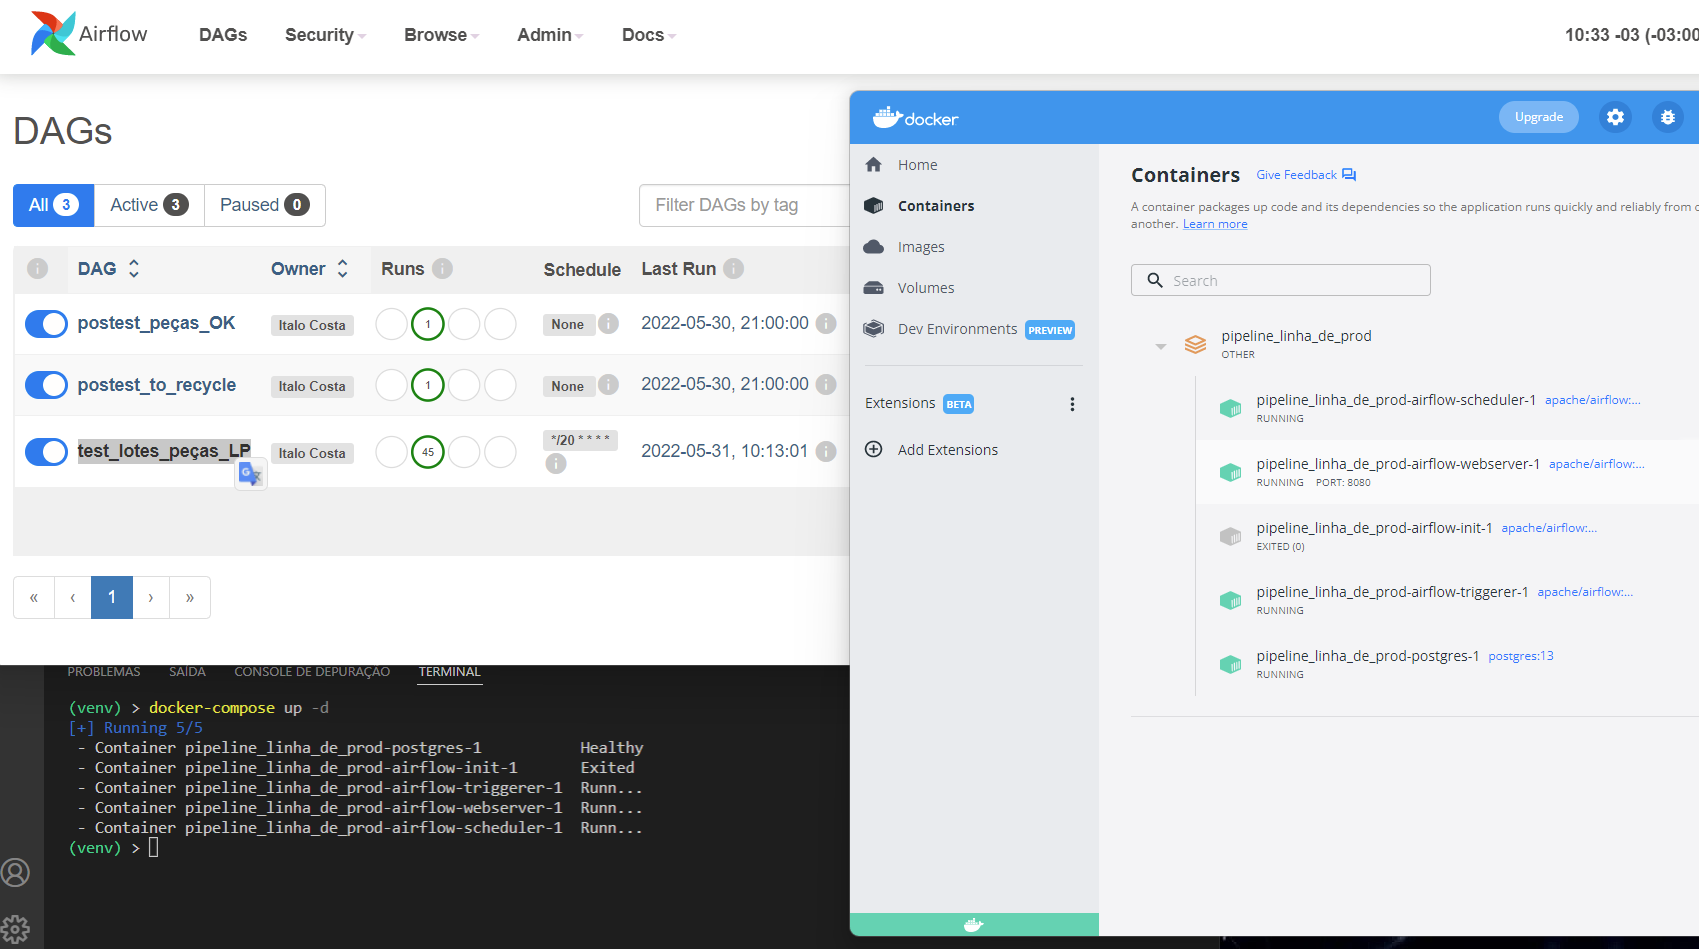 Airflow DAGs Security Browse Admin Docs 10:33 -03 (-03:00
DAGs
All 3 Active 3 Paused 0 Filter DAGs by tag
DAG Owner Runs Schedule Last Run
postest_peças_OK Italo Costa 1 None 2022-05-30, 21:00:00
postest_to_recycle Italo Costa 1 None 2022-05-30, 21:00:00
test_lotes_peças_LP Italo Costa 45 */20 * * * * 2022-05-31, 10:13:01
« ‹ 1 › »
docker Upgrade
Home
Containers
Images
Volumes
Dev Environments PREVIEW
Extensions BETA
Add Extensions
Containers Give Feedback
A container packages up code and its dependencies so the application runs quickly and reliably from
another. Learn more
Search
pipeline_linha_de_prod
OTHER
pipeline_linha_de_prod-airflow-scheduler-1 apache/airflow:...
RUNNING
pipeline_linha_de_prod-airflow-webserver-1 apache/airflow:...
RUNNING PORT: 8080
pipeline_linha_de_prod-airflow-init-1 apache/airflow:...
EXITED (0)
pipeline_linha_de_prod-airflow-triggerer-1 apache/airflow:...
RUNNING
pipeline_linha_de_prod-postgres-1 postgres:13
RUNNING
PROBLEMAS SAÍDA CONSOLE DE DEPURAÇÃO TERMINAL
(venv) > docker-compose up -d
[+] Running 5/5
- Container pipeline_linha_de_prod-postgres-1 Healthy
- Container pipeline_linha_de_prod-airflow-init-1 Exited
- Container pipeline_linha_de_prod-airflow-triggerer-1 Runn...
- Container pipeline_linha_de_prod-airflow-webserver-1 Runn...
- Container pipeline_linha_de_prod-airflow-scheduler-1 Runn...
(venv) >